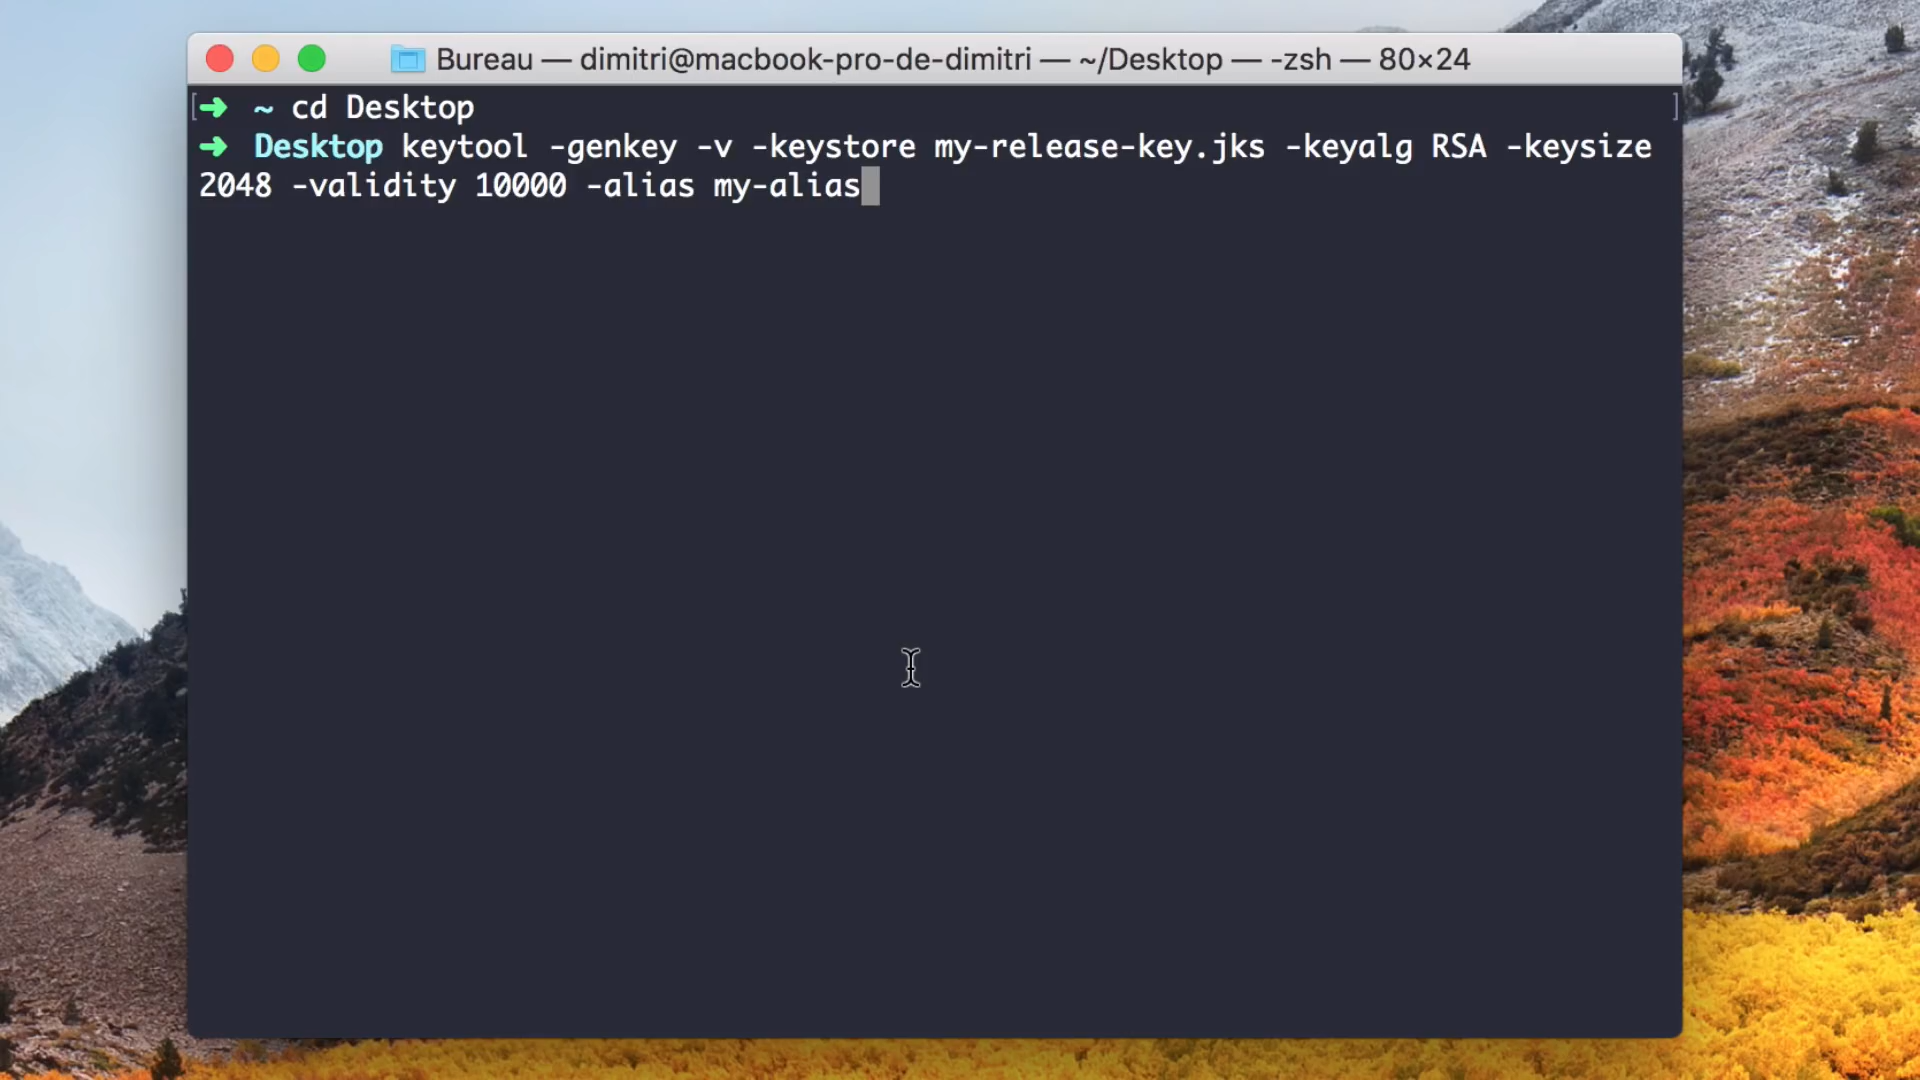 Bureau — dimitri@macbook-pro-de-dimitri — ~/Desktop — -zsh — 80×24
[➜ ~ cd Desktop ]
➜ Desktop keytool -genkey -v -keystore my-release-key.jks -keyalg RSA -keysize
2048 -validity 10000 -alias my-alias